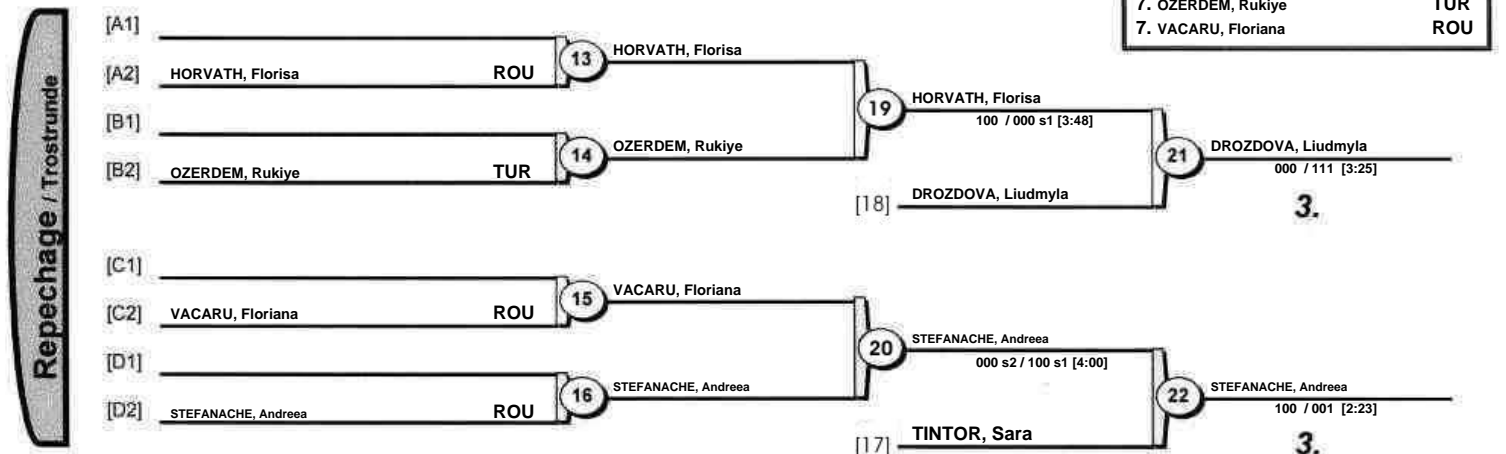 7. OZERDEM, Rukiye TUR
7. VACARU, Floriana ROU
Repechage / Trostrunde
[A1]
[A2] HORVATH, Florisa ROU
13 HORVATH, Florisa
[B1]
[B2] OZERDEM, Rukiye TUR
14 OZERDEM, Rukiye
19 HORVATH, Florisa
100 / 000 s1 [3:48]
[18] DROZDOVA, Liudmyla
21 DROZDOVA, Liudmyla
000 / 111 [3:25]
3.
[C1]
[C2] VACARU, Floriana ROU
15 VACARU, Floriana
[D1]
[D2] STEFANACHE, Andreea ROU
16 STEFANACHE, Andreea
20 STEFANACHE, Andreea
000 s2 / 100 s1 [4:00]
[17] TINTOR, Sara
22 STEFANACHE, Andreea
100 / 001 [2:23]
3.